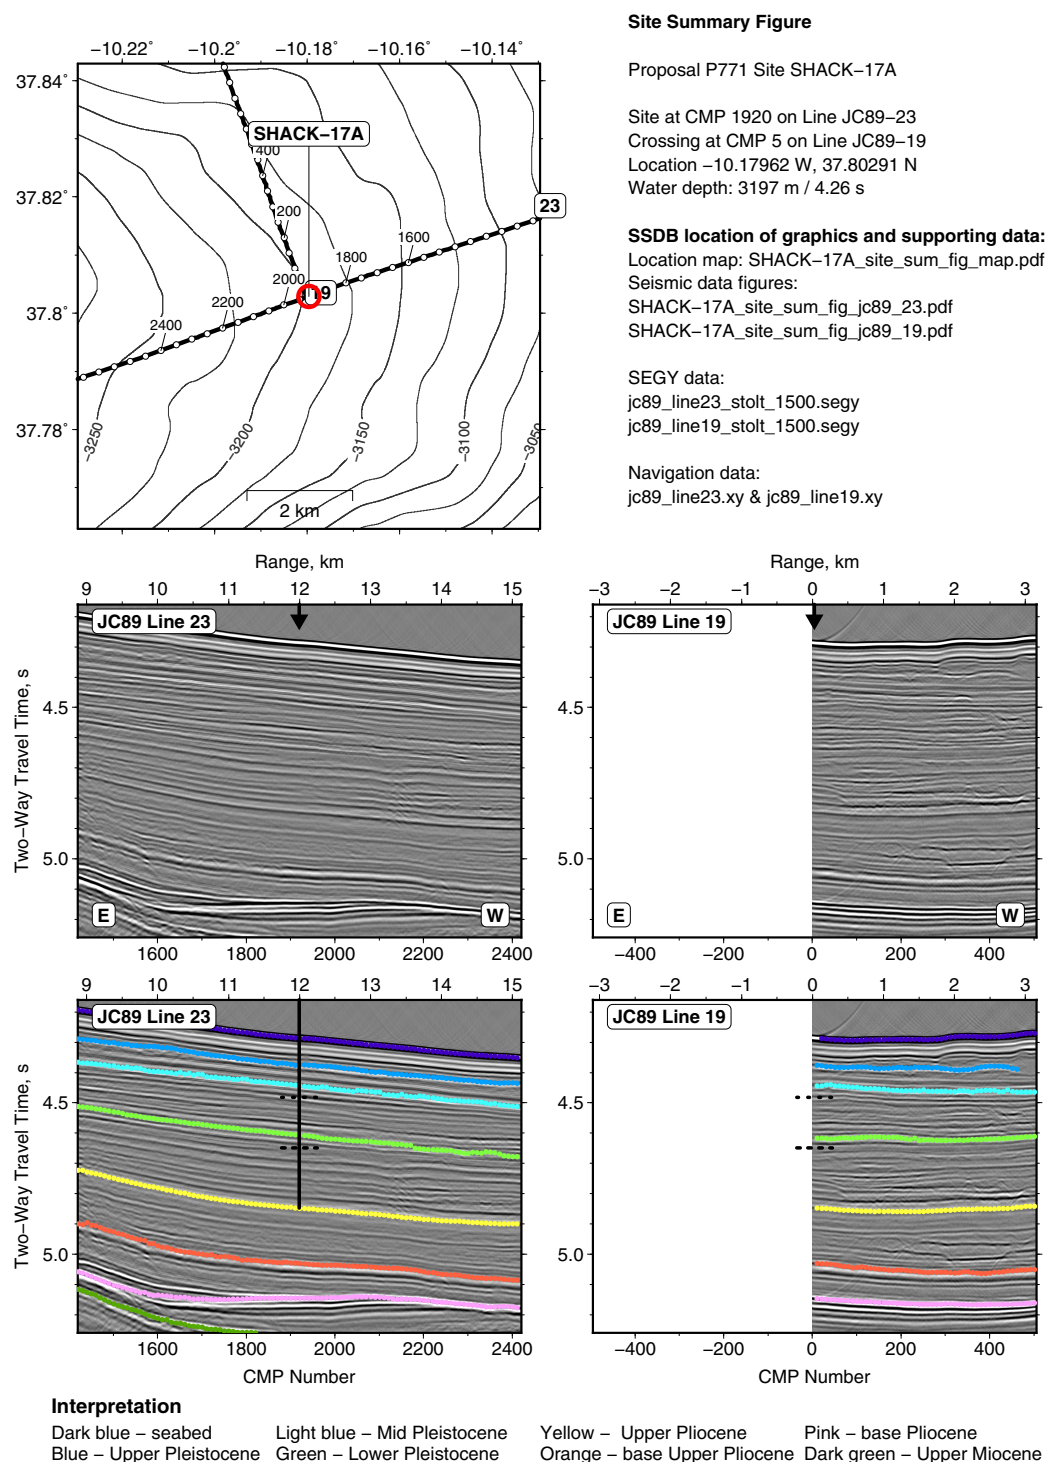 Site Summary Figure
Proposal P771 Site SHACK−17A
Site at CMP 1920 on Line JC89−23
Crossing at CMP 5 on Line JC89−19
Location −10.17962 W, 37.80291 N
Water depth: 3197 m / 4.26 s
SSDB location of graphics and supporting data:
Location map: SHACK−17A_site_sum_fig_map.pdf
Seismic data figures:
SHACK−17A_site_sum_fig_jc89_23.pdf
SHACK−17A_site_sum_fig_jc89_19.pdf
SEGY data:
jc89_line23_stolt_1500.segy
jc89_line19_stolt_1500.segy
Navigation data:
jc89_line23.xy & jc89_line19.xy
−10.22˚ −10.2˚ −10.18˚ −10.16˚ −10.14˚
37.84˚
37.82˚
37.8˚
37.78˚
SHACK−17A
400
200
2000
1800
1600
2200
2400
23
19
−3250
−3200
−3150
−3100
−3050
2 km
Range, km
9 10 11 12 13 14 15
JC89 Line 23
Two−Way Travel Time, s
4.5
5.0
E
W
1600 1800 2000 2200 2400
Range, km
−3 −2 −1 0 1 2 3
JC89 Line 19
E
W
−400 −200 0 200 400
9 10 11 12 13 14 15
JC89 Line 23
Two−Way Travel Time, s
4.5
5.0
1600 1800 2000 2200 2400
CMP Number
−3 −2 −1 0 1 2 3
JC89 Line 19
−400 −200 0 200 400
CMP Number
Interpretation
Dark blue − seabed Light blue − Mid Pleistocene Yellow − Upper Pliocene Pink − base Pliocene
Blue − Upper Pleistocene Green − Lower Pleistocene Orange − base Upper Pliocene Dark green − Upper Miocene